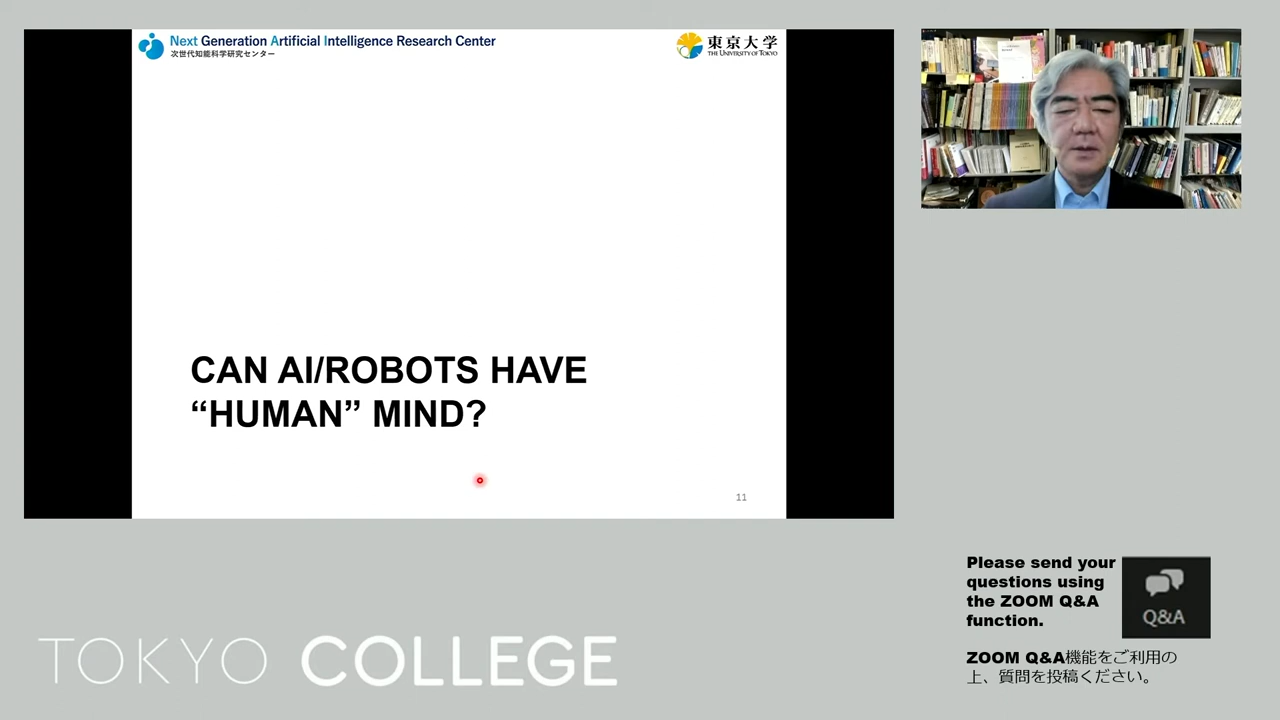 Next Generation Artificial Intelligence Research Center
次世代知能科学研究センター
東京大学
THE UNIVERSITY OF TOKYO
CAN AI/ROBOTS HAVE
“HUMAN” MIND?
11
Please send your
questions using
the ZOOM Q&A
function.
Q&A
ZOOM Q&A機能をご利用の
上、質問を投稿ください。
TOKYO COLLEGE